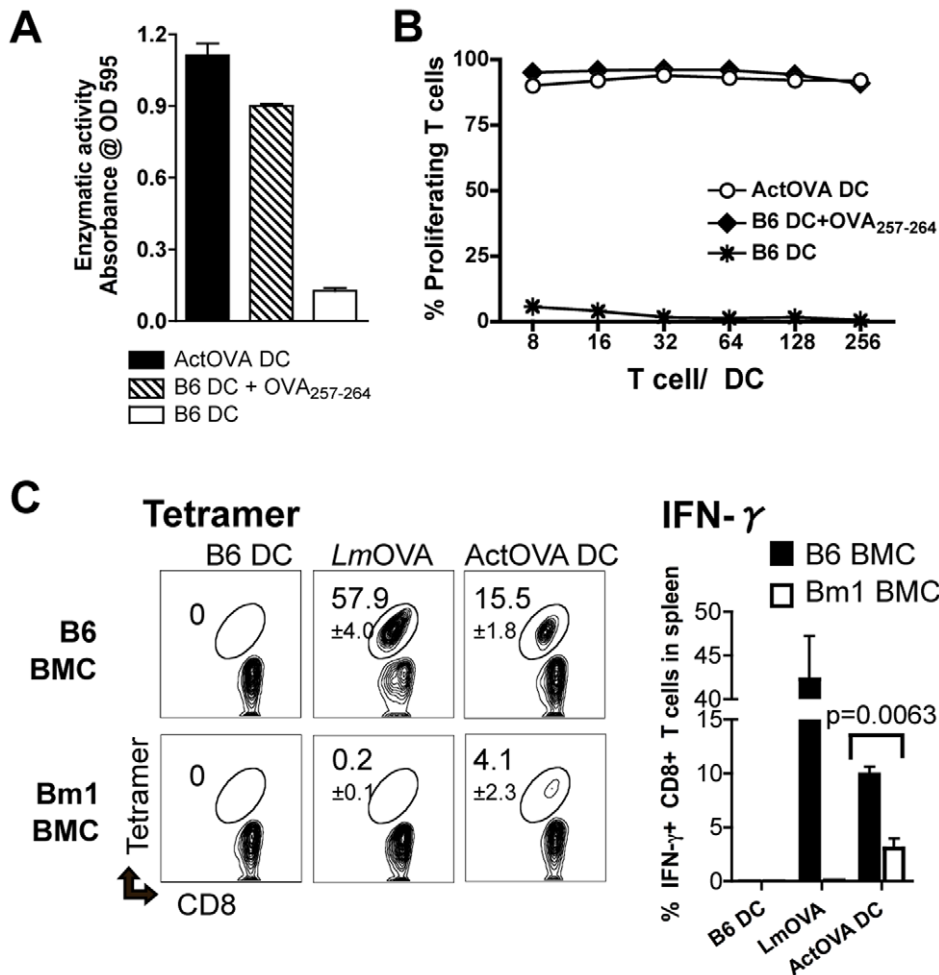 A
Enzymatic activity
Absorbance @ OD 595
1.2
0.9
0.6
0.3
0.0
ActOVA DC
B6 DC + OVA257-264
B6 DC
B
% Proliferating T cells
100
75
50
25
0
ActOVA DC
B6 DC+OVA257-264
B6 DC
8 16 32 64 128 256
T cell/ DC
C
Tetramer
B6 DC LmOVA ActOVA DC
B6
BMC
0
57.9
±4.0
15.5
±1.8
Bm1
BMC
0
0.2
±0.1
4.1
±2.3
Tetramer
CD8
IFN-γ
B6 BMC
Bm1 BMC
% IFN-γ+ CD8+ T cells in spleen
50
45
40
15
10
5
0
p=0.0063
B6 DC
LmOVA
ActOVA DC